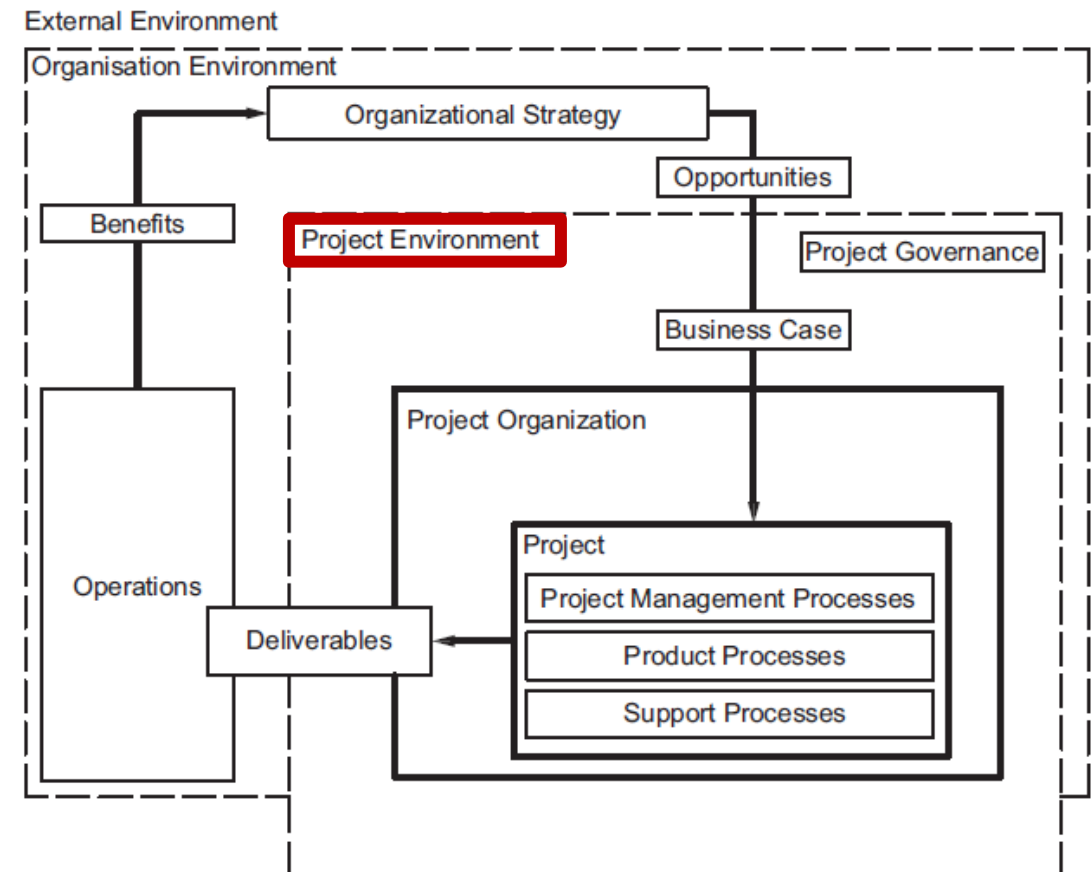 External Environment
Organisation Environment
Organizational Strategy
Opportunities
Benefits
Project Environment
Project Governance
Business Case
Project Organization
Project
Operations
Project Management Processes
Deliverables
Product Processes
Support Processes